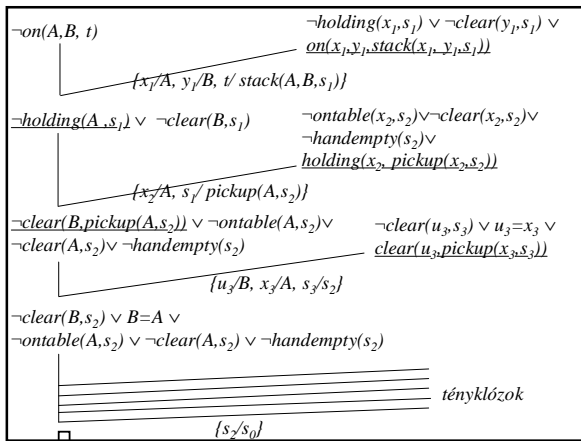 ¬on(A,B, t)
¬holding(x₁,s₁) ∨ ¬clear(y₁,s₁) ∨
on(x₁,y₁,stack(x₁, y₁,s₁))
{x₁/A, y₁/B, t/ stack(A,B,s₁)}
¬holding(A ,s₁) ∨ ¬clear(B,s₁)
¬ontable(x₂,s₂)∨¬clear(x₂,s₂)∨
¬handempty(s₂)∨
holding(x₂, pickup(x₂,s₂))
{x₂/A, s₁/ pickup(A,s₂)}
¬clear(B,pickup(A,s₂)) ∨ ¬ontable(A,s₂)∨
¬clear(A,s₂)∨ ¬handempty(s₂)
¬clear(u₃,s₃) ∨ u₃=x₃ ∨
clear(u₃,pickup(x₃,s₃))
{u₃/B, x₃/A, s₃/s₂}
¬clear(B,s₂) ∨ B=A ∨
¬ontable(A,s₂) ∨ ¬clear(A,s₂) ∨ ¬handempty(s₂)
tényklózok
{s₂/s₀}